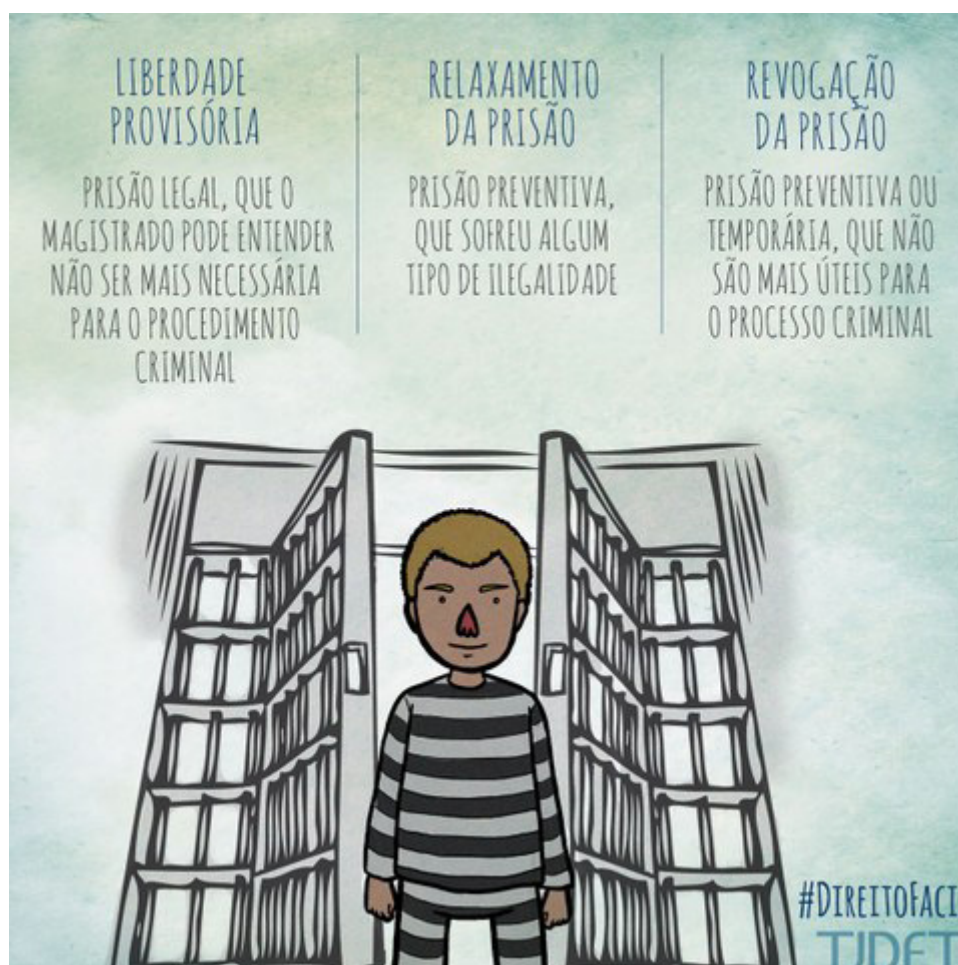 LIBERDADE
PROVISÓRIA
PRISÃO LEGAL, QUE O
MAGISTRADO PODE ENTENDER
NÃO SER MAIS NECESSÁRIA
PARA O PROCEDIMENTO
CRIMINAL
RELAXAMENTO
DA PRISÃO
PRISÃO PREVENTIVA,
QUE SOFREU ALGUM
TIPO DE ILEGALIDADE
REVOGAÇÃO
DA PRISÃO
PRISÃO PREVENTIVA OU
TEMPORÁRIA, QUE NÃO
SÃO MAIS ÚTEIS PARA
O PROCESSO CRIMINAL
#DIREITOFACI
TJDFT